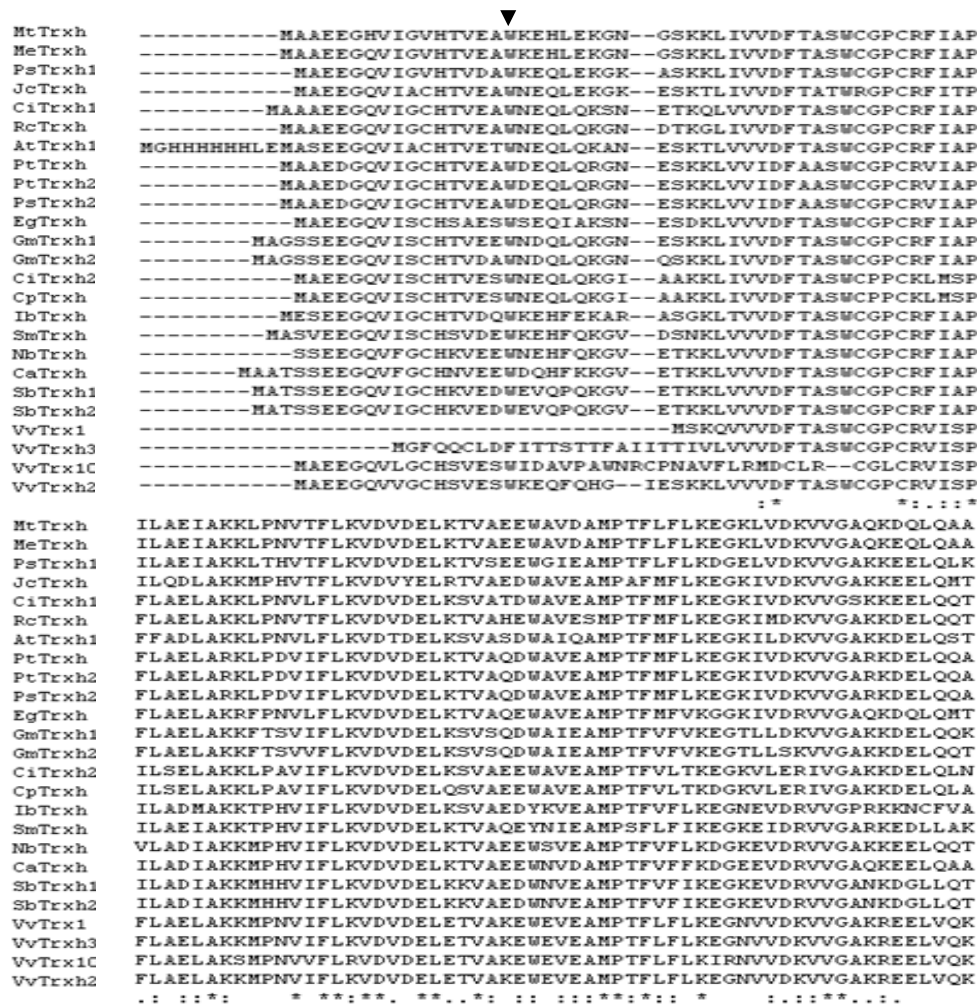 ▼
MtTrxh -----------MAAEEGHVIGVHTVEAWKEHLEKGN--GSKKLIVVDFTASWCGPCRFIAP
MeTrxh -----------MAAEEGQVIGVHTVEAWKEHLEKGN--GSKKLIVVDFTASWCGPCRFIAP
PsTrxh1 ------------MAEEGQVIGVHTVDAWKEQLEKGK--ASKKLIVVDFTASWCGPCRFIAP
JcTrxh ------------MAEEGQVIACHTVEAWNEQLEKGK--ESKTLIVVDFTATWRGPCRFITP
CiTrxh1 ----------MAAAEEGQVIGCHTVEAWNEQLQKSN--ETKQLVVVDFTASWCGPCRFIAP
RcTrxh -----------MAAEEGQVIGCHTVEAWNEQLQKGN--DTKGLIVVDFTASWCGPCRFIAP
AtTrxh1 MGHHHHHHLEMASEEGQVIACHTVETWNEQLQKAN--ESKTLVVVDFTASWCGPCRFIAP
PtTrxh -----------MAAEDGQVIGCHTVEAWDEQLQRGN--ESKKLVVIDFAASWCGPCRVIAP
PtTrxh2 -----------MAAEDGQVIGCHTVEAWDEQLQRGN--ESKKLVVIDFAASWCGPCRVIAP
PsTrxh2 -----------MAAEDGQVIGCHTVEAWDEQLQRGN--ESKKLVVIDFAASWCGPCRVIAP
EgTrxh ------------MAEEGQVISCHSAESWSEQIAKSN--ESDKLVVVDFTASWCGPCRFIAP
GmTrxh1 ---------MAGSSEEGQVISCHTVEEWNDQLQKGN--ESKKLIVVDFTASWCGPCRFIAP
GmTrxh2 ---------MAGSSEEGQVISCHTVDAWNDQLQKGN--QSKKLIVVDFTASWCGPCRFIAP
CiTrxh2 ------------MAEEGQVISCHTVESWNEQLQKGI--AAKKLIVVDFTASWCPPCKLMSP
CpTrxh ------------MAEEGQVISCHTVESWNEQLQKGI--AAKKLIVVDFTASWCPPCKLMSP
IbTrxh -----------MESEEGQVIGCHTVDQWKEHFEKAR--ASGKLTVVDFTASWCGPCRFIAP
SmTrxh ----------MASVEEGQVISCHSVDEWKEHFQKGV--DSNKLIVVDFTASWCGPCRFIAP
NbTrxh ------------SSEEGQVFGCHKVEEWNEHFQKGV--ETKKLVVVDFTASWCGPCRFIAP
CaTrxh --------MAATSSEEGQVFGCHNVEEWDQHFKKGV--ETKKLVVVDFTASWCGPCRFIAP
SbTrxh1 ---------MATSSEEGQVIGCHKVEDWEVQPQKGV--ETKKLVVVDFTASWCGPCRFIAP
SbTrxh2 ---------MATSSEEGQVIGCHKVEDWEVQPQKGV--ETKKLVVVDFTASWCGPCRFIAP
VvTrx1 ----------------------------------------MSKQVVVVDFTASWCGPCRVISP
VvTrxh3 -------------------MGFQQCLDFITTSTTFAIITTIVLVVVDFTASWCGPCRVISP
VvTrx10 ------------MAEEGQVLGCHSVESWIDAVPAWNRCPNAVFLRMDCLR--CGLCRVISP
VvTrxh2 ------------MAEEGQVVGCHSVESWKEQFQHG--IESKKLVVVDFTASWCGPCRVISP
:* *:.::*
MtTrxh ILAEIAKKLPNVTFLKVDVDELKTVAEEWAVDAMPTFLFLKEGKLVDKVVGAQKDQLQAA
MeTrxh ILAEIAKKLPNVTFLKVDVDELKTVAEEWAVDAMPTFLFLKEGKLVDKVVGAQKEQLQAA
PsTrxh1 ILAEIAKKLTHVTFLKVDVDELKTVSEEWGIEAMPTFLFLKDGELVDKVVGAKKEELQLK
JcTrxh ILQDLAKKMPHVTFLKVDVYELRTVAEDWAVEAMPAFMFLKEGKIVDKVVGAKKEELQMT
CiTrxh1 FLAELAKKLPNVLFLKVDVDELKSVATDWAVEAMPTFMFLKEGKIVDKVVGSKKEELQQT
RcTrxh FLAELAKKLPNVTFLKVDVDELKTVAHEWAVESMPTFMFLKEGKIMDKVVGAKKDELQQT
AtTrxh1 FFADLAKKLPNVLFLKVDTDELKSVASDWAIQAMPTFMFLKEGKILDKVVGAKKDELQST
PtTrxh FLAELARKLPDVIFLKVDVDELKTVAQDWAVEAMPTFMFLKEGKIVDKVVGARKDELQQA
PtTrxh2 FLAELARKLPDVIFLKVDVDELKTVAQDWAVEAMPTFMFLKEGKIVDKVVGARKDELQQA
PsTrxh2 FLAELARKLPDVIFLKVDVDELKTVAQDWAVEAMPTFMFLKEGKIVDKVVGARKDELQQA
EgTrxh FLAELAKRFPNVLFLKVDVDELKTVAQEWAVEAMPTFMFVKGGKIVDRVVGAQKDQLQMT
GmTrxh1 FLAELAKKFTSVIFLKVDVDELKSVSQDWAIEAMPTFVFVKEGTLLDKVVGAKKDELQQK
GmTrxh2 FLAELAKKFTSVVFLKVDVDELKSVSQDWAIEAMPTFVFVKEGTLLSKVVGAKKDELQQT
CiTrxh2 ILSELAKKLPAVIFLKVDVDELKSVAEEWAVEAMPTFVLTKEGKVLERIVGAKKDELQLN
CpTrxh ILSELAKKLPAVIFLKVDVDELQSVAEEWAVEAMPTFVLTKDGKVLERIVGAKKDELQLA
IbTrxh ILADMAKKTPHVIFLKVDVDELKSVAEDYKVEAMPTFVFLKEGNEVDRVVGPRKKNCFVA
SmTrxh ILAEIAKKTPHVIFLKVDVDELKTVAQEYNIEAMPSFLFIKEGKEIDRVVGARKEDLLAK
NbTrxh VLADIAKKMPHVIFLKVDVDELKTVAEEWSVEAMPTFVFLKDGKEVDRVVGAKKEELQQT
CaTrxh ILADIAKKMPHVIFLKVDVDELKTVAEEWNVDAMPTFVFFKDGEEVDRVVGAQKEELQAA
SbTrxh1 ILADIAKKMHHVIFLKVDVDELKKVAEDWNVEAMPTFVFIKEGKEVDRVVGANKDGLLQT
SbTrxh2 ILADIAKKMHHVIFLKVDVDELKKVAEDWNVEAMPTFVFIKEGKEVDRVVGANKDGLLQT
VvTrx1 FLAELAKKMPNVIFLKVDVDELETVAKEWEVEAMPTFLFLKEGNVVDKVVGAKREELVQK
VvTrxh3 FLAELAKKMPNVIFLKVDVDELETVAKEWEVEAMPTFLFLKEGNVVDKVVGAKREELVQK
VvTrx10 FLAELAKSMPNVVFLRVDVDELETVAKEWEVEAMPTFLFLKIRNVVDKVVGAKREELVQK
VvTrxh2 FLAELAKKMPNVIFLKVDVDELETVAKEWEVEAMPTFLFLKEGNVVDKVVGAKREELVQK
.: ::*: * **:**. **..*: :: ::**:*:: * :.::**.:.